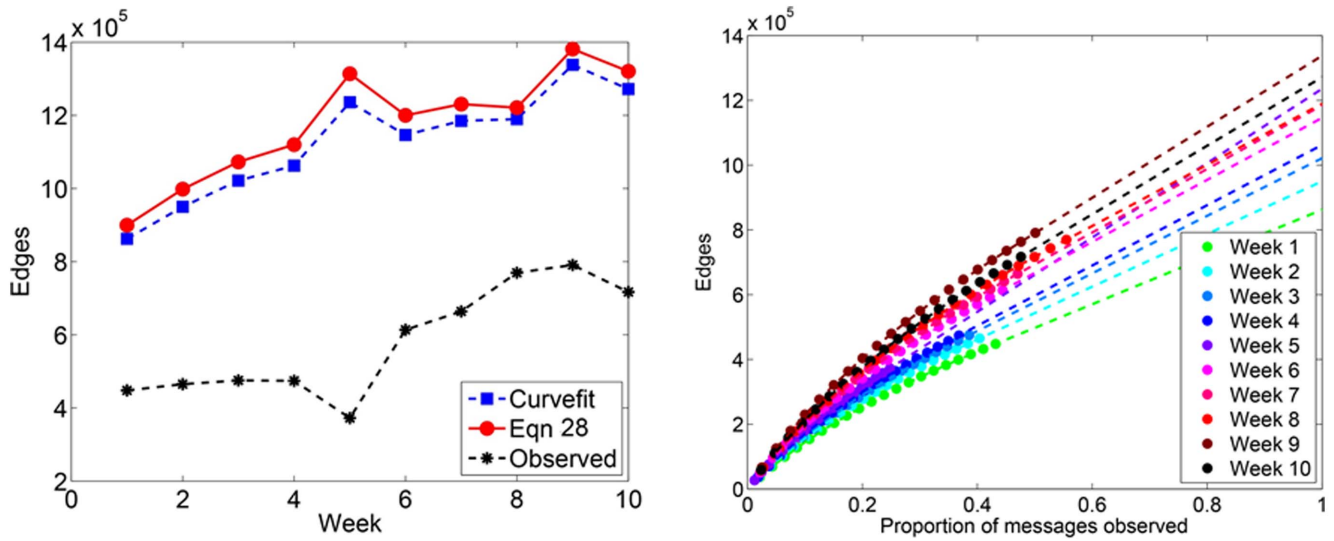 x 10^5
14
12
10
8
6
4
2
Edges
0
2
4
6
8
10
Week
Curvefit
Eqn 28
Observed
x 10^5
14
12
10
8
6
4
2
0
Edges
0
0.2
0.4
0.6
0.8
1
Proportion of messages observed
Week 1
Week 2
Week 3
Week 4
Week 5
Week 6
Week 7
Week 8
Week 9
Week 10